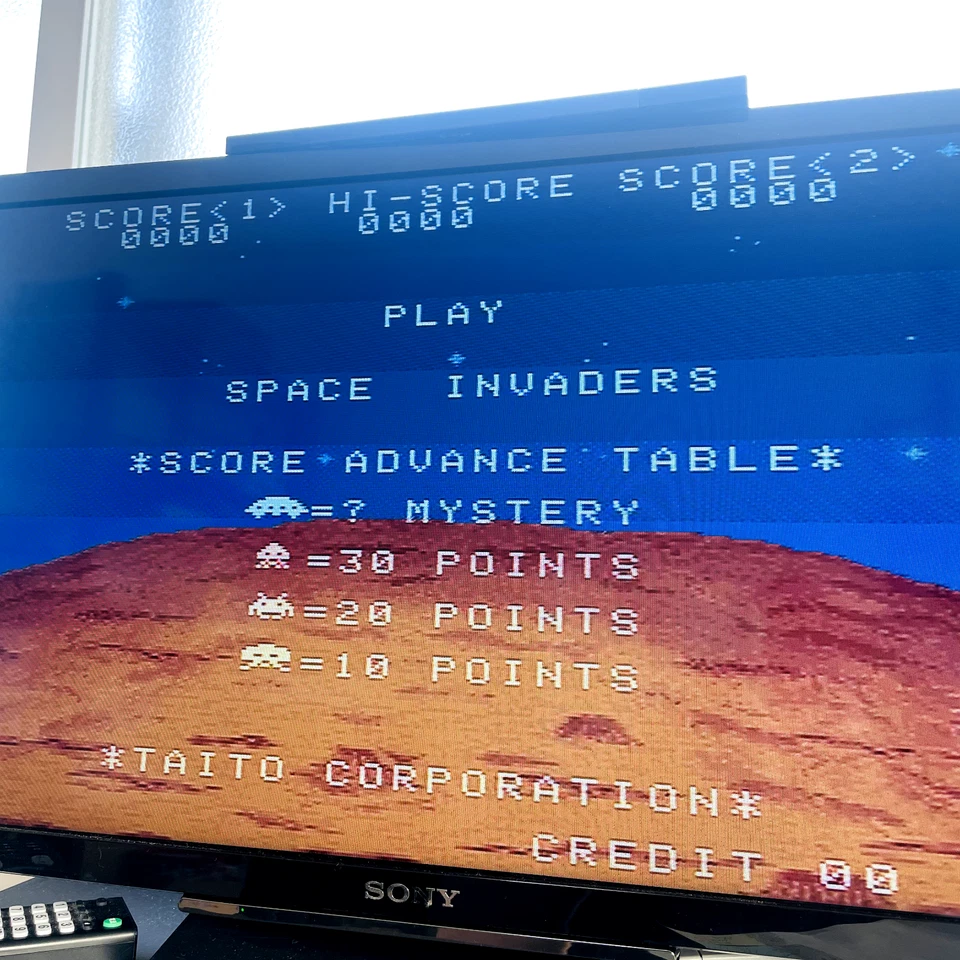 SCORE<1> HI-SCORE SCORE<2>
0000 0000 0000
PLAY
SPACE INVADERS
*SCORE ADVANCE TABLE*
=? MYSTERY
=30 POINTS
=20 POINTS
=10 POINTS
*TAITO CORPORATION*
CREDIT 00
SONY